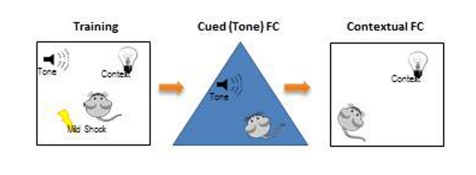 Training
Cued (Tone) FC
Contextual FC
Tone
Context
Mild Shock
Tone
Context